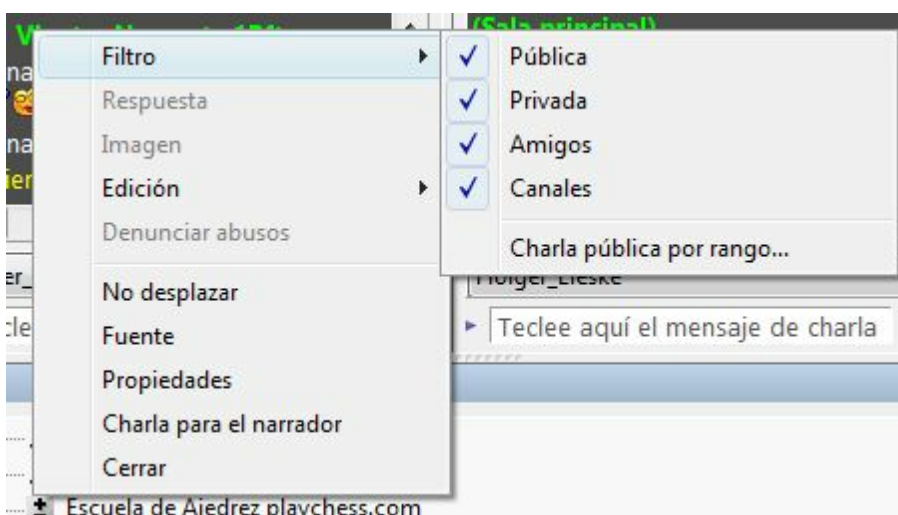 (Sala principal)
Filtro
Respuesta
Imagen
Edición
Denunciar abusos
No desplazar
Fuente
Propiedades
Charla para el narrador
Cerrar
Pública
Privada
Amigos
Canales
Charla pública por rango...
Holger_Lieske
Teclee aquí el mensaje de charla
Escuela de Ajedrez playchess.com